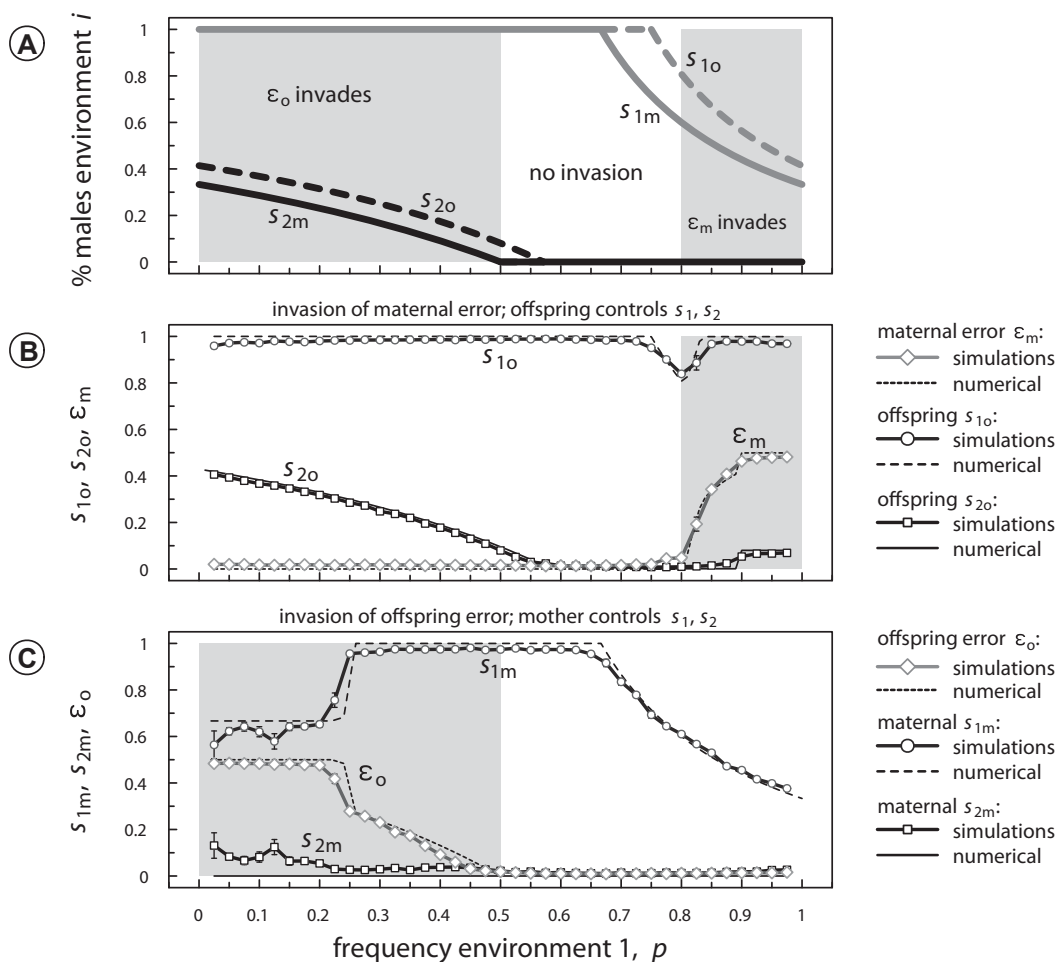 A
% males environment i
1
0.8
0.6
0.4
0.2
0
εo invades
no invasion
εm invades
s1o
s1m
s2o
s2m
invasion of maternal error; offspring controls s1, s2
B
s1o, s2o, εm
1
0.8
0.6
0.4
0.2
0
s1o
s2o
εm
maternal error εm:
simulations
numerical
offspring s1o:
simulations
numerical
offspring s2o:
simulations
numerical
invasion of offspring error; mother controls s1, s2
C
s1m, s2m, εo
1
0.8
0.6
0.4
0.2
0
s1m
εo
s2m
offspring error εo:
simulations
numerical
maternal s1m:
simulations
numerical
maternal s2m:
simulations
numerical
0 0.1 0.2 0.3 0.4 0.5 0.6 0.7 0.8 0.9 1
frequency environment 1, p